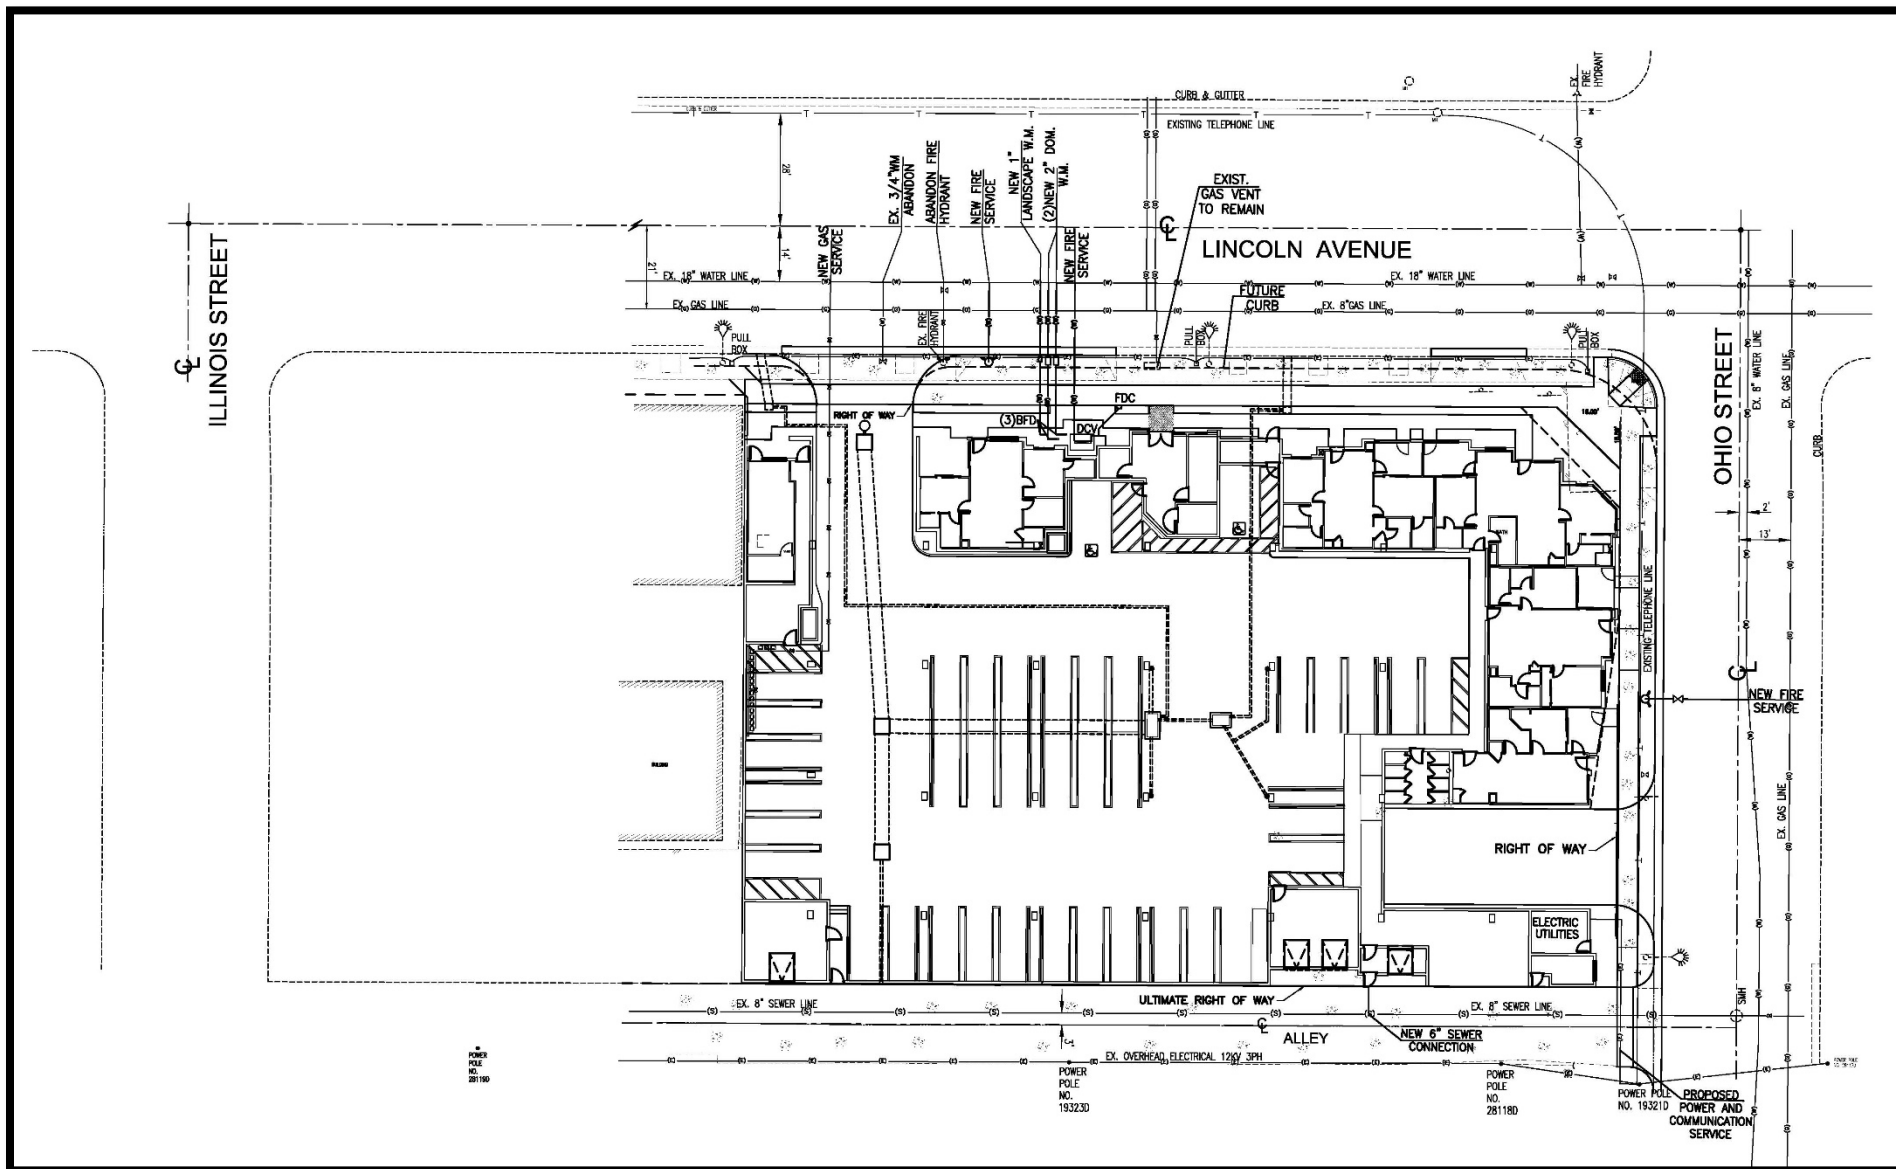 CURB & GUTTER
EXISTING TELEPHONE LINE
EX.
FIRE
HYDRANT
28'
EX. 3/4"WM
ABANDON
ABANDON FIRE
HYDRANT
NEW FIRE
SERVICE
NEW 1"
LANDSCAPE W.M.
(2)NEW 2" DOM.
W.M.
EXIST.
GAS VENT
TO REMAIN
ILLINOIS STREET
21'
14'
NEW GAS
SERVICE
NEW FIRE
SERVICE
LINCOLN AVENUE
EX. 18" WATER LINE
EX. 18" WATER LINE
EX. GAS LINE
FUTURE
CURB
EX. 8"GAS LINE
PULL
BOX
EX. FIRE
HYDRANT
PULL
BOX
PULL
BOX
OHIO STREET
EX. 8" WATER LINE
EX. GAS LINE
CURB
RIGHT OF WAY
(3)BFD
FDC
DCV
2'
13'
EXISTING TELEPHONE LINE
NEW FIRE
SERVICE
BUILDING
RIGHT OF WAY
EX. GAS LINE
ELECTRIC
UTILITIES
ULTIMATE RIGHT OF WAY
EX. 8" SEWER LINE
EX. 8" SEWER LINE
SMH
ALLEY
NEW 6" SEWER
CONNECTION
EX. OVERHEAD ELECTRICAL 12KV 3PH
POWER
POLE
NO.
28119D
POWER
POLE
NO.
19323D
POWER
POLE
NO.
28118D
POWER POLE
NO. 19321D
PROPOSED
POWER AND
COMMUNICATION
SERVICE